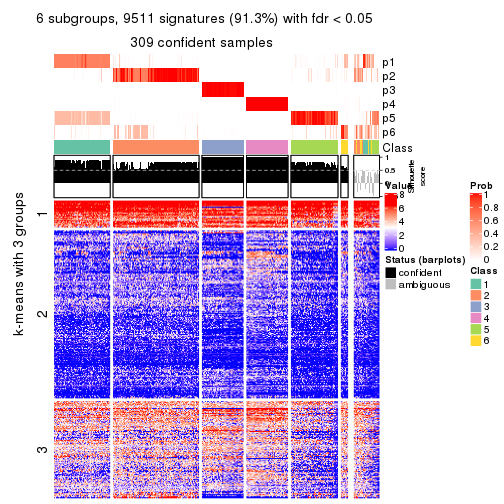 6 subgroups, 9511 signatures (91.3%) with fdr < 0.05
309 confident samples
p1
p2
p3
p4
p5
p6
Class
1
0.5
0
Silhouette
score
k-means with 3 groups
1
2
3
Value
8
6
4
2
0
Status (barplots)
confident
ambiguous
Prob
1
0.8
0.6
0.4
0.2
0
Class
1
2
3
4
5
6